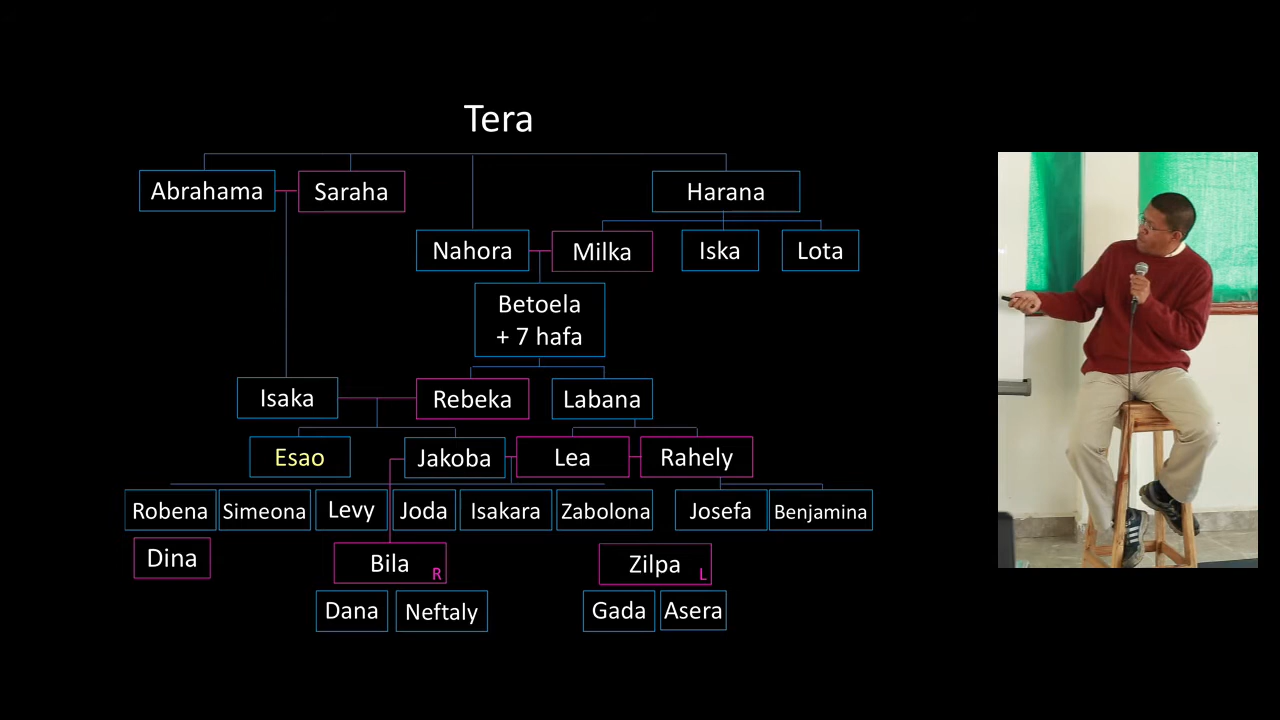 Tera
Abrahama
Saraha
Harana
Nahora
Milka
Iska
Lota
Betoela
+ 7 hafa
Isaka
Rebeka
Labana
Esao
Jakoba
Lea
Rahely
Robena
Simeona
Levy
Joda
Isakara
Zabolona
Josefa
Benjamina
Dina
Bila
R
Zilpa
L
Dana
Neftaly
Gada
Asera